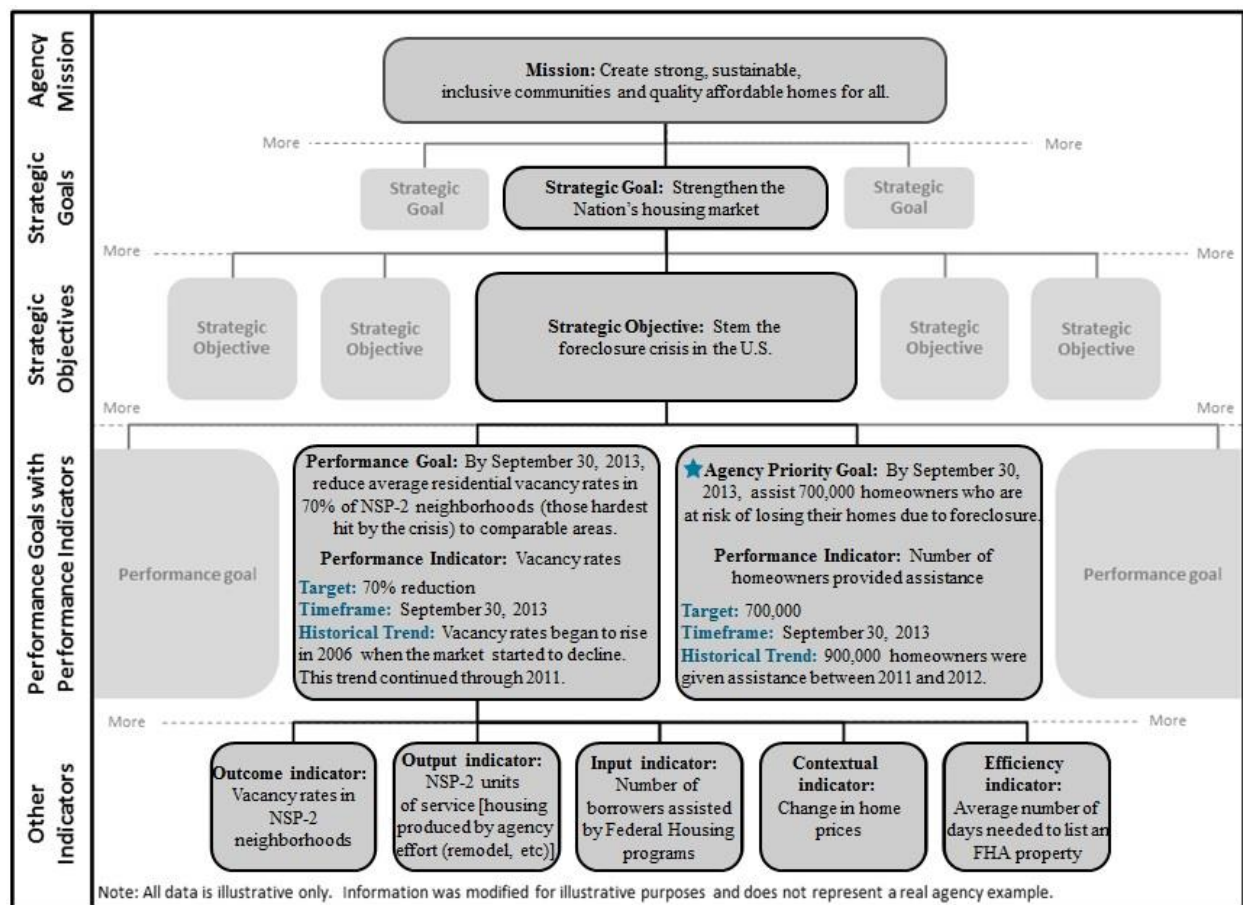 Agency
Mission
Mission: Create strong, sustainable,
inclusive communities and quality affordable homes for all.
More
More
Strategic
Goals
Strategic
Goal
Strategic Goal: Strengthen the
Nation's housing market
Strategic
Goal
More
More
Strategic
Objectives
Strategic
Objective
Strategic
Objective
Strategic Objective: Stem the
foreclosure crisis in the U.S.
Strategic
Objective
Strategic
Objective
More
More
Performance Goals with
Performance Indicators
Performance goal
Performance Goal: By September 30, 2013,
reduce average residential vacancy rates in
70% of NSP-2 neighborhoods (those hardest
hit by the crisis) to comparable areas.
Performance Indicator: Vacancy rates
Target: 70% reduction
Timeframe: September 30, 2013
Historical Trend: Vacancy rates began to rise
in 2006 when the market started to decline.
This trend continued through 2011.
Agency Priority Goal: By September 30,
2013, assist 700,000 homeowners who are
at risk of losing their homes due to foreclosure.
Performance Indicator: Number of
homeowners provided assistance
Target: 700,000
Timeframe: September 30, 2013
Historical Trend: 900,000 homeowners were
given assistance between 2011 and 2012.
Performance goal
More
More
Other
Indicators
Outcome indicator:
Vacancy rates in
NSP-2
neighborhoods
Output indicator:
NSP-2 units
of service [housing
produced by agency
effort (remodel, etc)]
Input indicator:
Number of
borrowers assisted
by Federal Housing
programs
Contextual
indicator:
Change in home
prices
Efficiency
indicator:
Average number of
days needed to list an
FHA property
Note: All data is illustrative only. Information was modified for illustrative purposes and does not represent a real agency example.